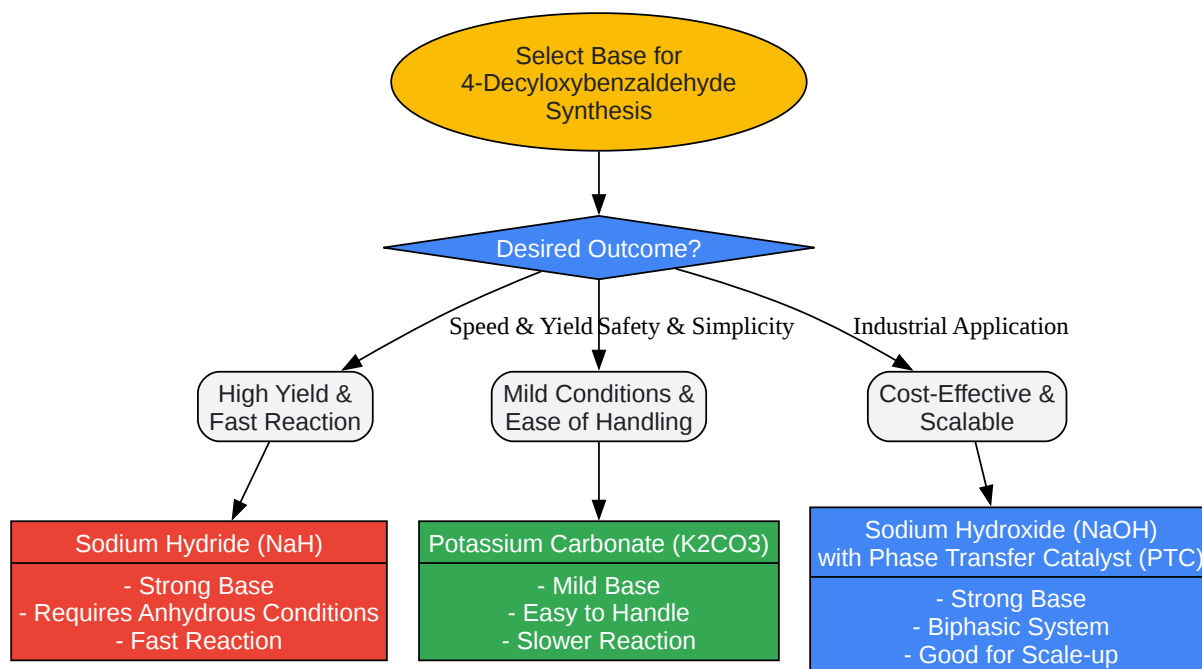 Select Base for
4-Decyloxybenzaldehyde
Synthesis
Desired Outcome?
Speed & Yield
Safety & Simplicity
Industrial Application
High Yield &
Fast Reaction
Mild Conditions &
Ease of Handling
Cost-Effective &
Scalable
Sodium Hydride (NaH)
- Strong Base
- Requires Anhydrous Conditions
- Fast Reaction
Potassium Carbonate (K2CO3)
- Mild Base
- Easy to Handle
- Slower Reaction
Sodium Hydroxide (NaOH)
with Phase Transfer Catalyst (PTC)
- Strong Base
- Biphasic System
- Good for Scale-up